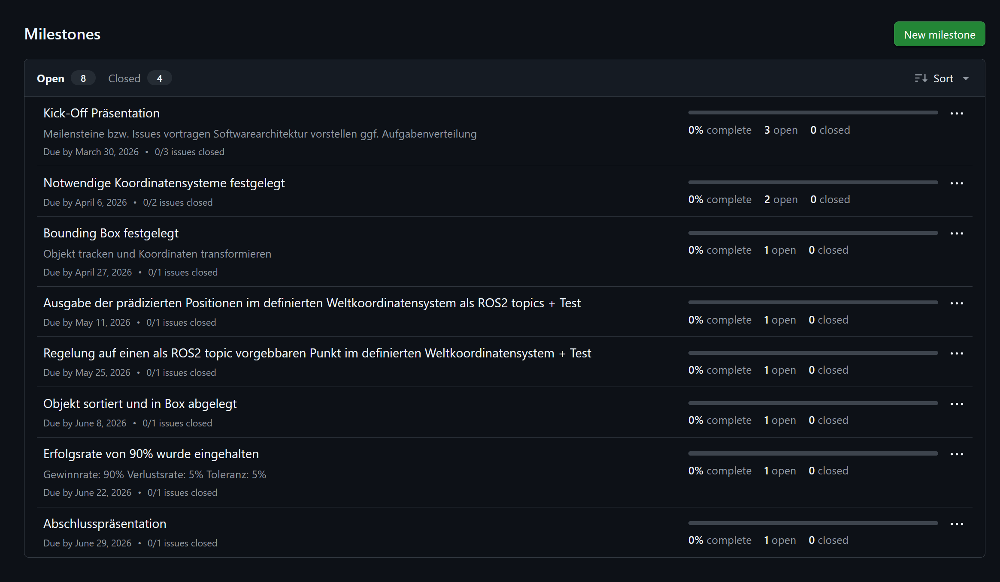 Milestones
New milestone
Open 8 Closed 4
Sort
Kick-Off Präsentation
Meilensteine bzw. Issues vortragen Softwarearchitektur vorstellen ggf. Aufgabenverteilung
Due by March 30, 2026 • 0/3 issues closed
0% complete 3 open 0 closed
Notwendige Koordinatensysteme festgelegt
Due by April 6, 2026 • 0/2 issues closed
0% complete 2 open 0 closed
Bounding Box festgelegt
Objekt tracken und Koordinaten transformieren
Due by April 27, 2026 • 0/1 issues closed
0% complete 1 open 0 closed
Ausgabe der prädizierten Positionen im definierten Weltkoordinatensystem als ROS2 topics + Test
Due by May 11, 2026 • 0/1 issues closed
0% complete 1 open 0 closed
Regelung auf einen als ROS2 topic vorgebbaren Punkt im definierten Weltkoordinatensystem + Test
Due by May 25, 2026 • 0/1 issues closed
0% complete 1 open 0 closed
Objekt sortiert und in Box abgelegt
Due by June 8, 2026 • 0/1 issues closed
0% complete 1 open 0 closed
Erfolgsrate von 90% wurde eingehalten
Gewinnrate: 90% Verlustsrate: 5% Toleranz: 5%
Due by June 22, 2026 • 0/1 issues closed
0% complete 1 open 0 closed
Abschlusspräsentation
Due by June 29, 2026 • 0/1 issues closed
0% complete 1 open 0 closed